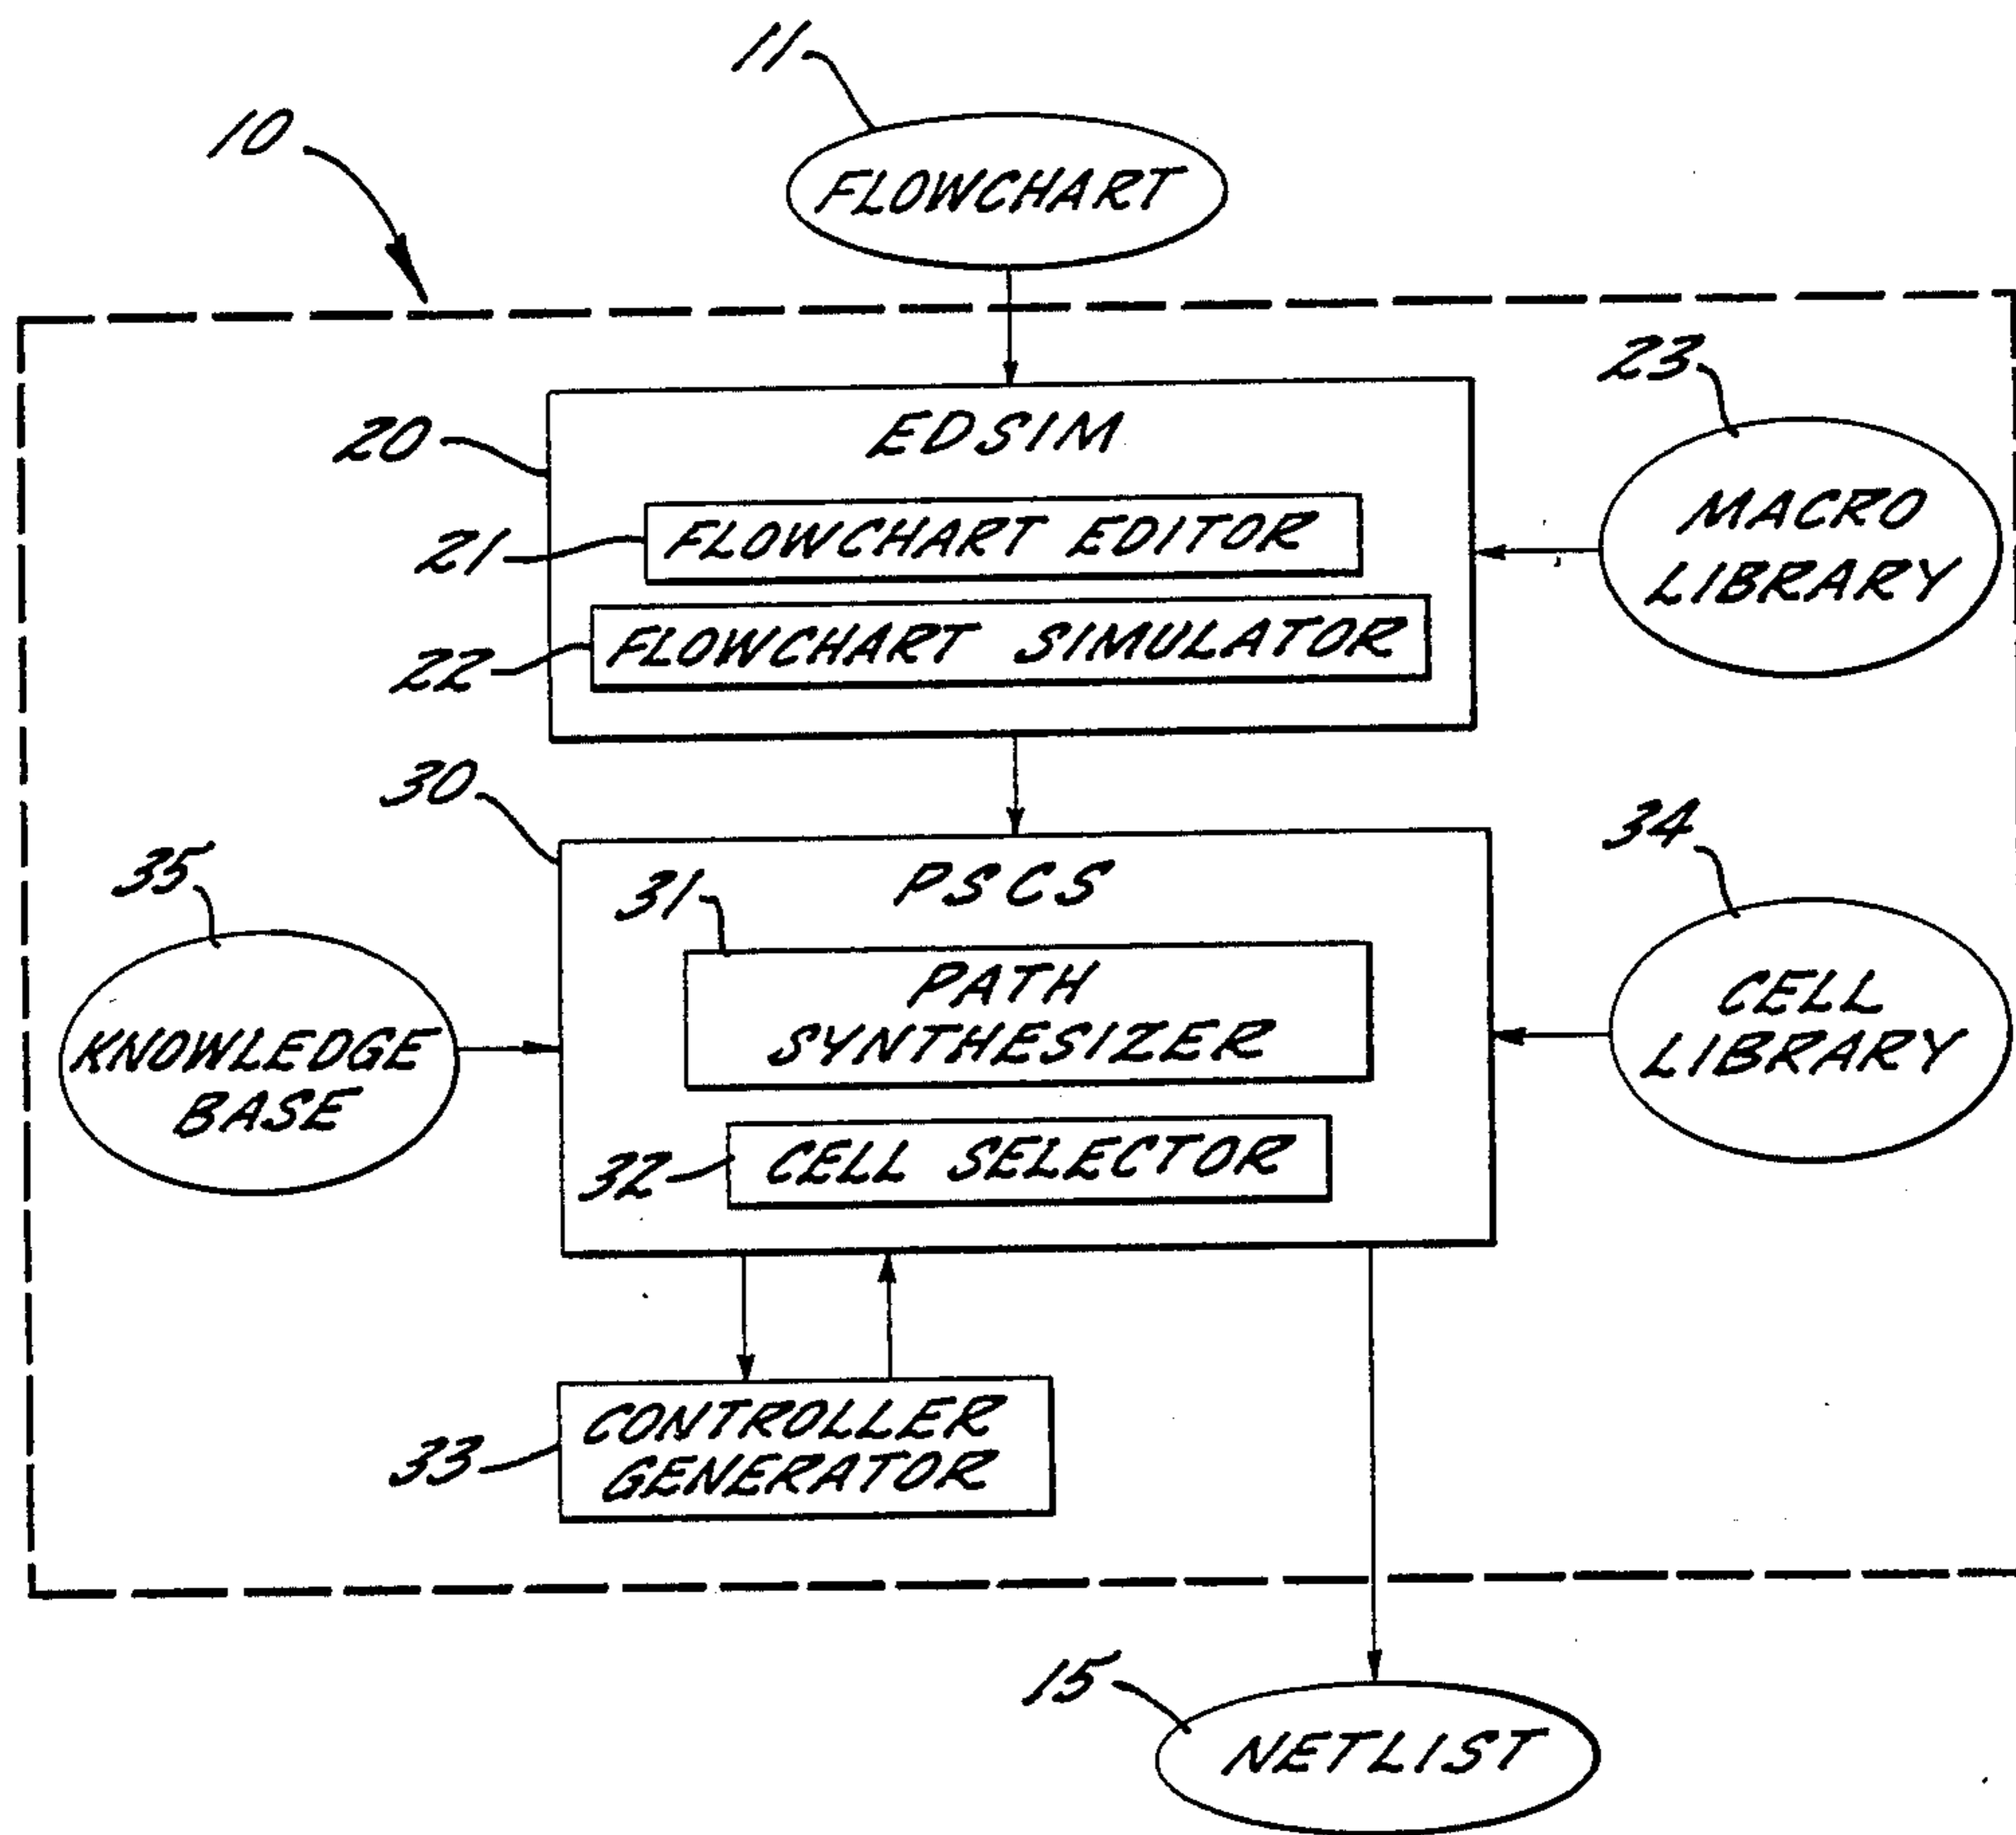 11
10
FLOWCHART
23
20
EDSIM
MACRO
LIBRARY
21
FLOWCHART EDITOR
22
FLOWCHART SIMULATOR
30
34
35
31
PSCS
PATH
SYNTHESIZER
CELL
LIBRARY
KNOWLEDGE
BASE
32
CELL SELECTOR
33
CONTROLLER
GENERATOR
15
NETLIST